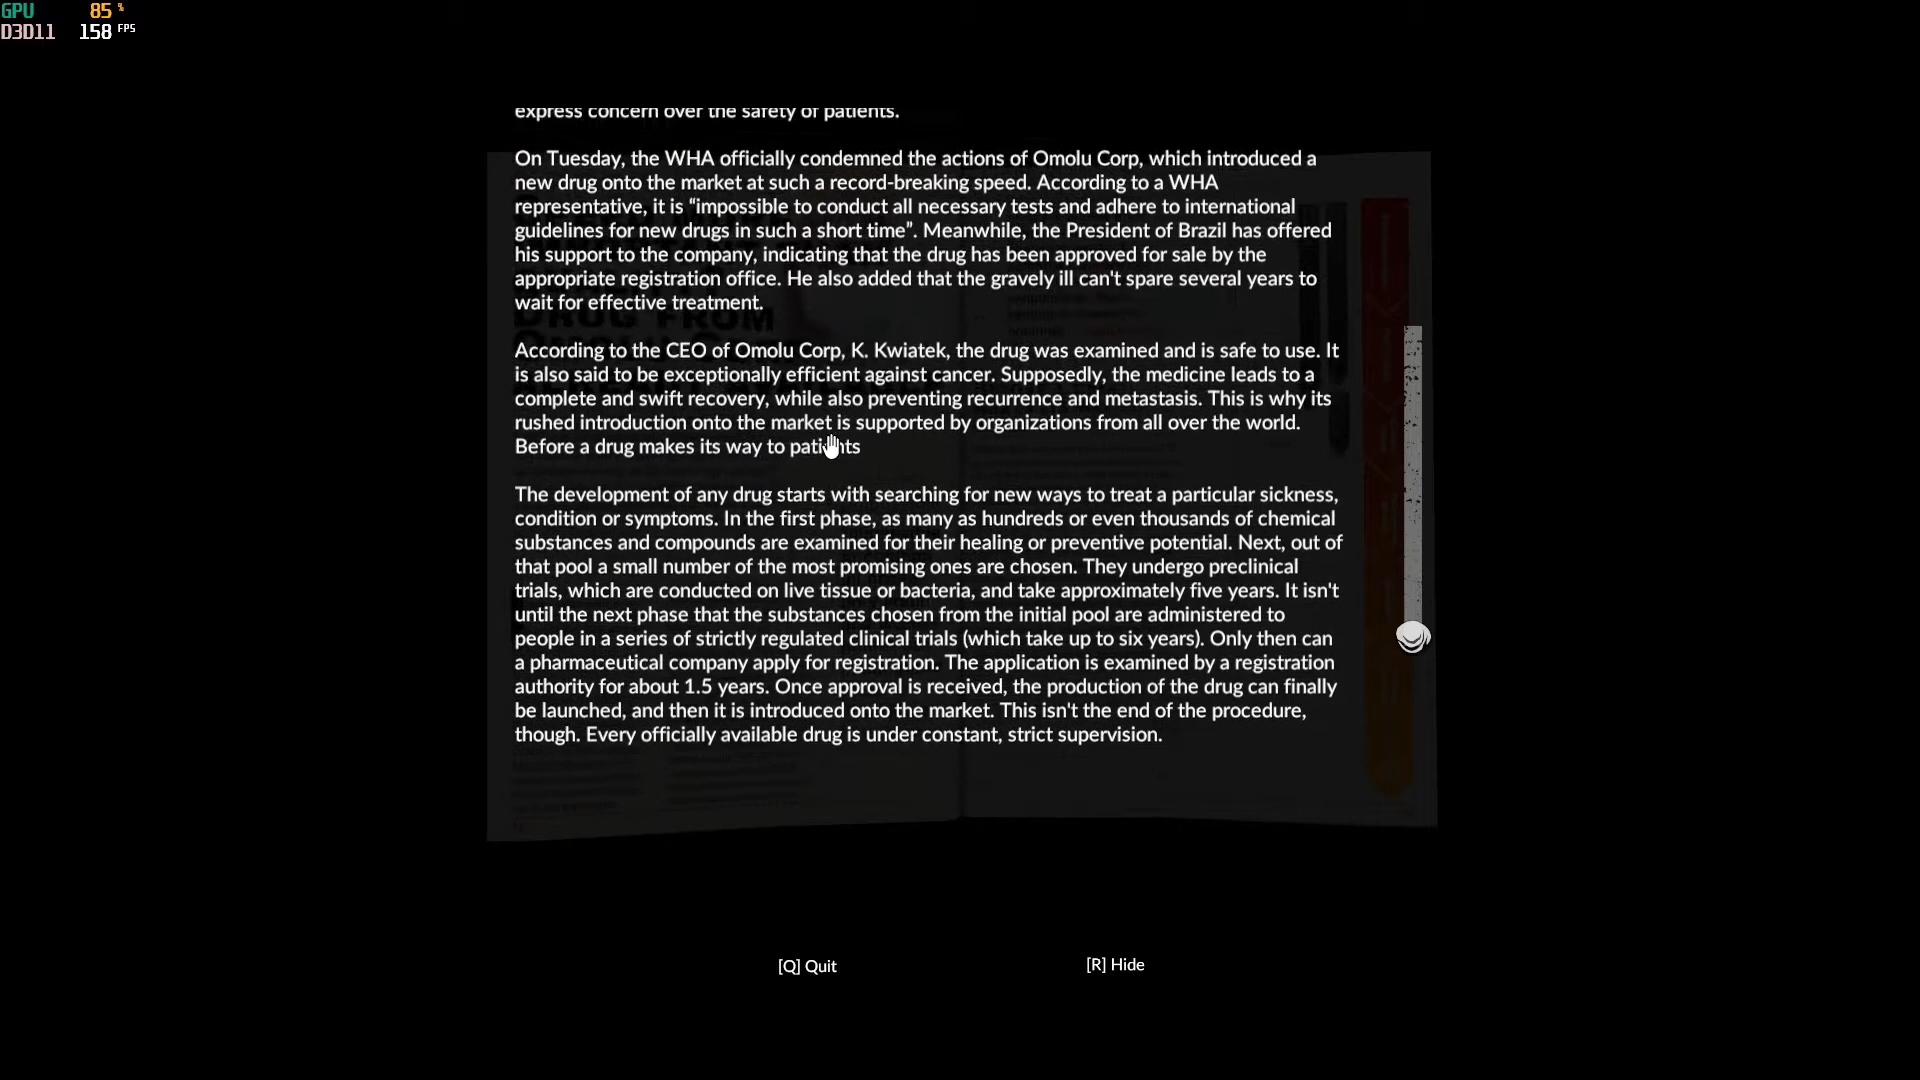 GPU 85 %
D3D11 158 FPS
express concern over the safety of patients.
On Tuesday, the WHA officially condemned the actions of Omolu Corp, which introduced a
new drug onto the market at such a record-breaking speed. According to a WHA
representative, it is “impossible to conduct all necessary tests and adhere to international
guidelines for new drugs in such a short time”. Meanwhile, the President of Brazil has offered
his support to the company, indicating that the drug has been approved for sale by the
appropriate registration office. He also added that the gravely ill can't spare several years to
wait for effective treatment.
According to the CEO of Omolu Corp, K. Kwiatek, the drug was examined and is safe to use. It
is also said to be exceptionally efficient against cancer. Supposedly, the medicine leads to a
complete and swift recovery, while also preventing recurrence and metastasis. This is why its
rushed introduction onto the market is supported by organizations from all over the world.
Before a drug makes its way to patients
The development of any drug starts with searching for new ways to treat a particular sickness,
condition or symptoms. In the first phase, as many as hundreds or even thousands of chemical
substances and compounds are examined for their healing or preventive potential. Next, out of
that pool a small number of the most promising ones are chosen. They undergo preclinical
trials, which are conducted on live tissue or bacteria, and take approximately five years. It isn't
until the next phase that the substances chosen from the initial pool are administered to
people in a series of strictly regulated clinical trials (which take up to six years). Only then can
a pharmaceutical company apply for registration. The application is examined by a registration
authority for about 1.5 years. Once approval is received, the production of the drug can finally
be launched, and then it is introduced onto the market. This isn't the end of the procedure,
though. Every officially available drug is under constant, strict supervision.
[Q] Quit
[R] Hide